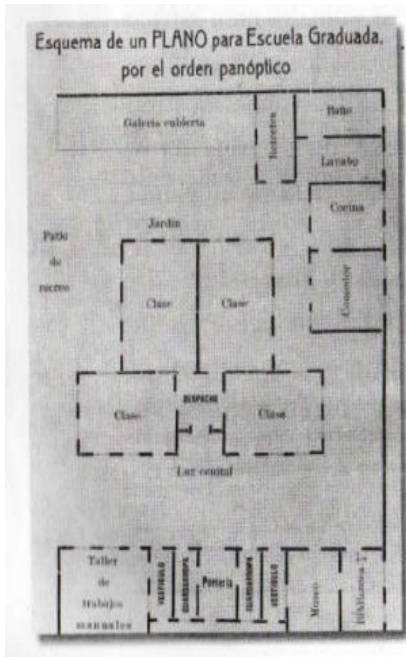 Esquema de un PLANO para Escuela Graduada,
por el orden panóptico
Galería cubierta
Retretes
Baño
Lavabo
Cocina
Jardín
Patio
de
recreo
Clase
Clase
Comedor
DESPACHO
Clase
Clase
Luz cenital
Taller
de
trabajos
manuales
VESTIBULO
GUARDARROPA
Portería
GUARDARROPA
VESTIBULO
Museo
Biblioteca